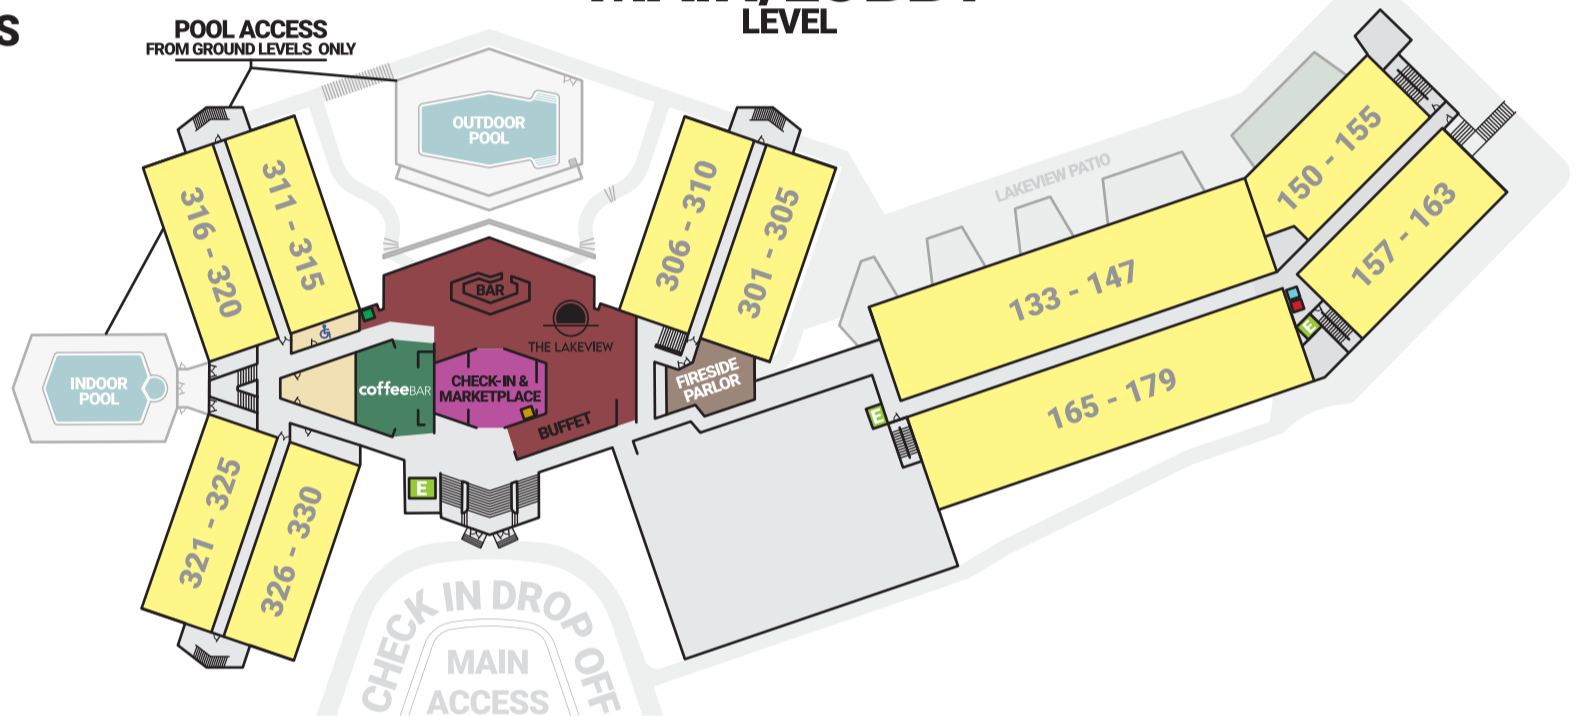 S
MAIN/LOBBY
LEVEL
POOL ACCESS
FROM GROUND LEVELS ONLY
OUTDOOR
POOL
311 - 315
316 - 320
306 - 310
301 - 305
LAKEVIEW PATIO
150 - 155
157 - 163
133 - 147
165 - 179
BAR
THE LAKEVIEW
INDOOR
POOL
coffeeBAR
CHECK-IN &
MARKETPLACE
FIRESIDE
PARLOR
BUFFET
E
E
E
321 - 325
326 - 330
CHECK IN DROP OFF
MAIN
ACCESS